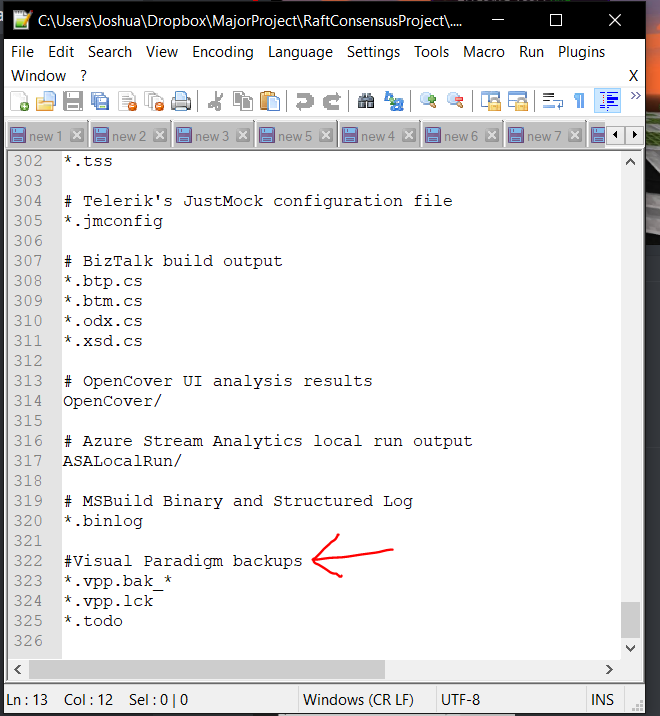 C:\Users\Joshua\Dropbox\MajorProject\RaftConsensusProject\....
File Edit Search View Encoding Language Settings Tools Macro Run Plugins
Window ? X
new 1 new 2 new 3 new 5 new 4 new 6 new 7
302 *.tss
303
304 # Telerik's JustMock configuration file
305 *.jmconfig
306
307 # BizTalk build output
308 *.btp.cs
309 *.btm.cs
310 *.odx.cs
311 *.xsd.cs
312
313 # OpenCover UI analysis results
314 OpenCover/
315
316 # Azure Stream Analytics local run output
317 ASALocalRun/
318
319 # MSBuild Binary and Structured Log
320 *.binlog
321
322 #Visual Paradigm backups
323 *.vpp.bak_*
324 *.vpp.lck
325 *.todo
326
Ln : 13 Col : 12 Sel : 0 | 0 Windows (CR LF) UTF-8 INS